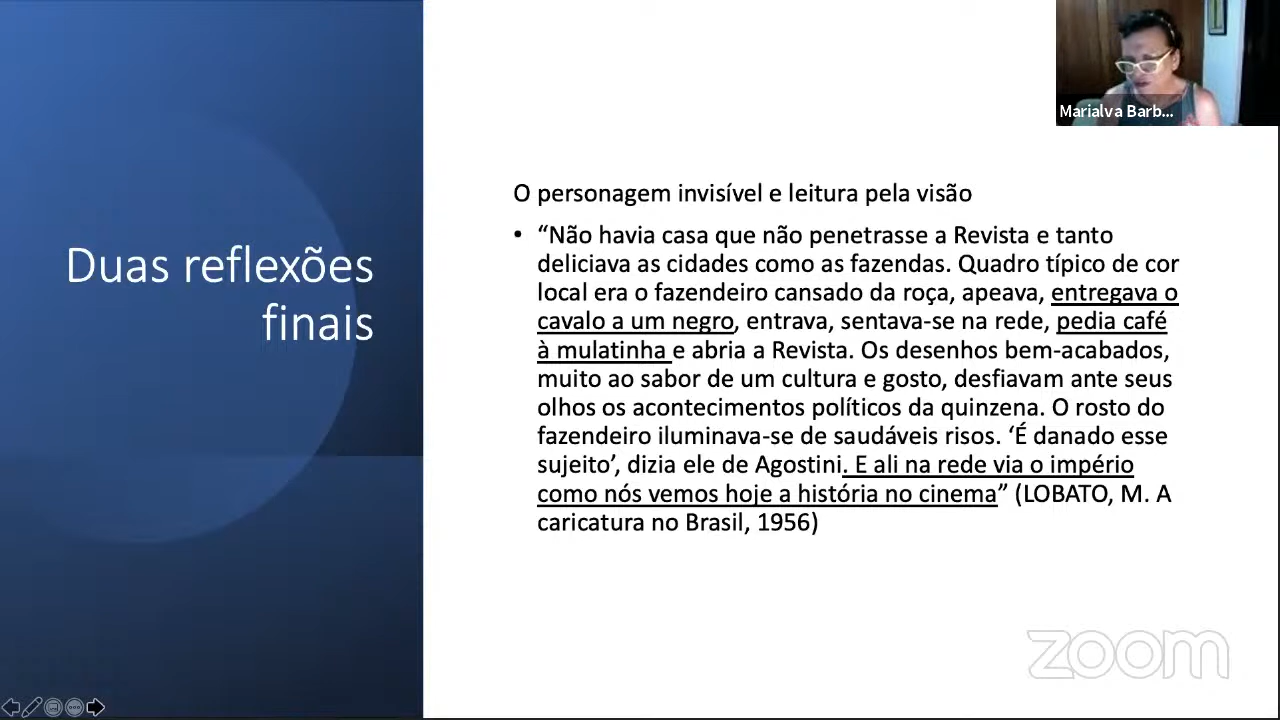 Marialva Barb...
O personagem invisível e leitura pela visão
Duas reflexões
finais
• “Não havia casa que não penetrasse a Revista e tanto
deliciava as cidades como as fazendas. Quadro típico de cor
local era o fazendeiro cansado da roça, apeava, entregava o
cavalo a um negro, entrava, sentava-se na rede, pedia café
à mulatinha e abria a Revista. Os desenhos bem-acabados,
muito ao sabor de um cultura e gosto, desfiavam ante seus
olhos os acontecimentos políticos da quinzena. O rosto do
fazendeiro iluminava-se de saudáveis risos. ‘É danado esse
sujeito’, dizia ele de Agostini. E ali na rede via o império
como nós vemos hoje a história no cinema” (LOBATO, M. A
caricatura no Brasil, 1956)
zoom